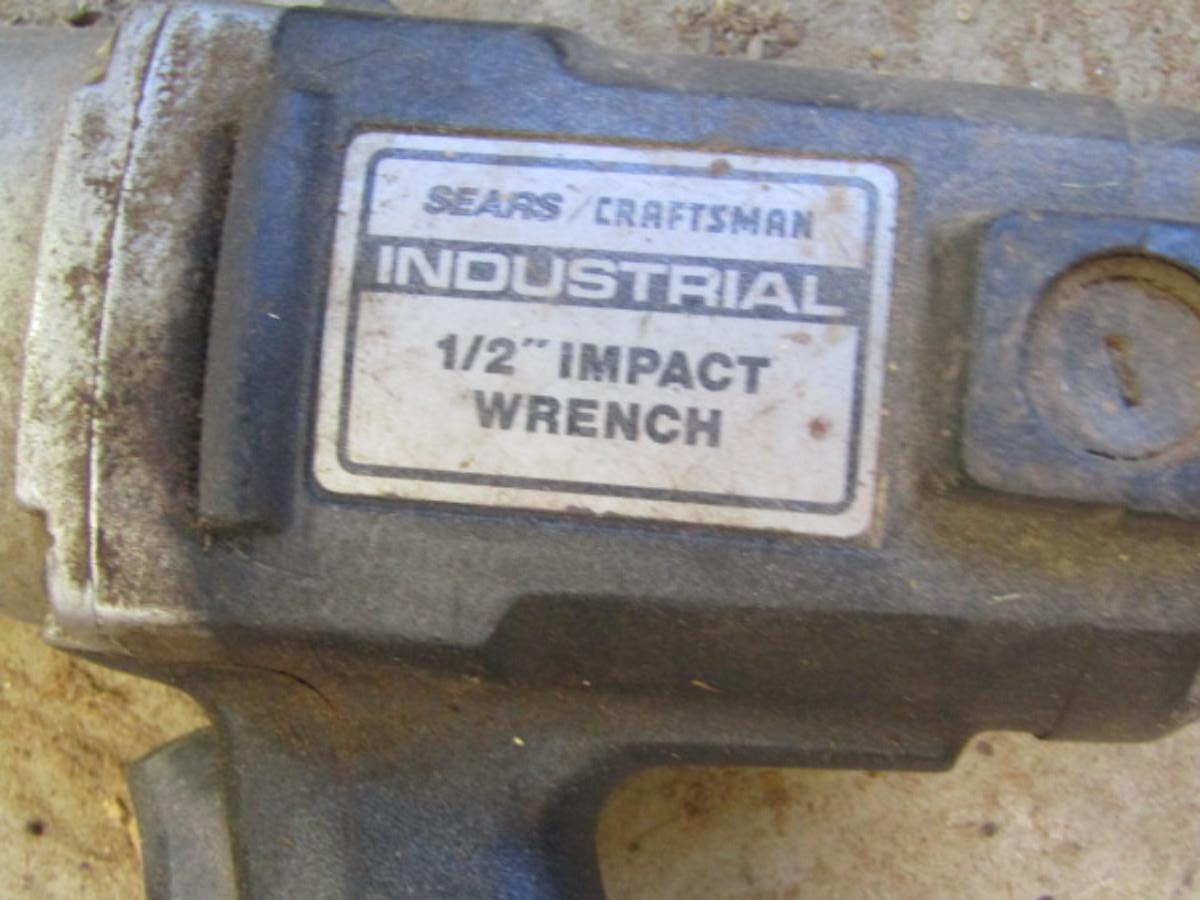 SEARS / CRAFTSMAN
INDUSTRIAL
1/2" IMPACT
WRENCH